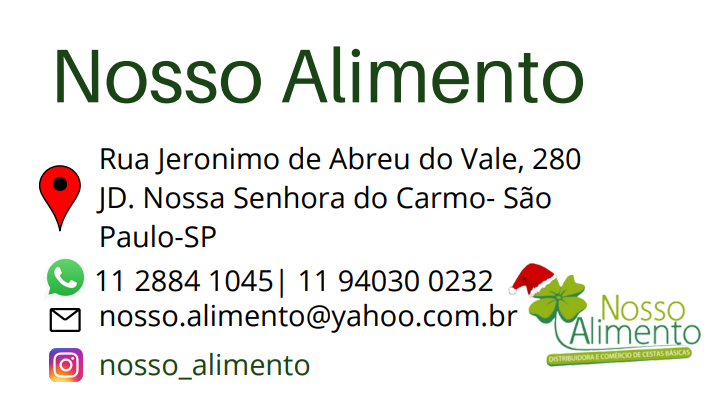 Nosso Alimento
Rua Jeronimo de Abreu do Vale, 280
JD. Nossa Senhora do Carmo- São
Paulo-SP
11 2884 1045| 11 94030 0232
nosso.alimento@yahoo.com.br
nosso_alimento
Nosso
Alimento
DISTRIBUIDORA E COMÉRCIO DE CESTAS BÁSICAS